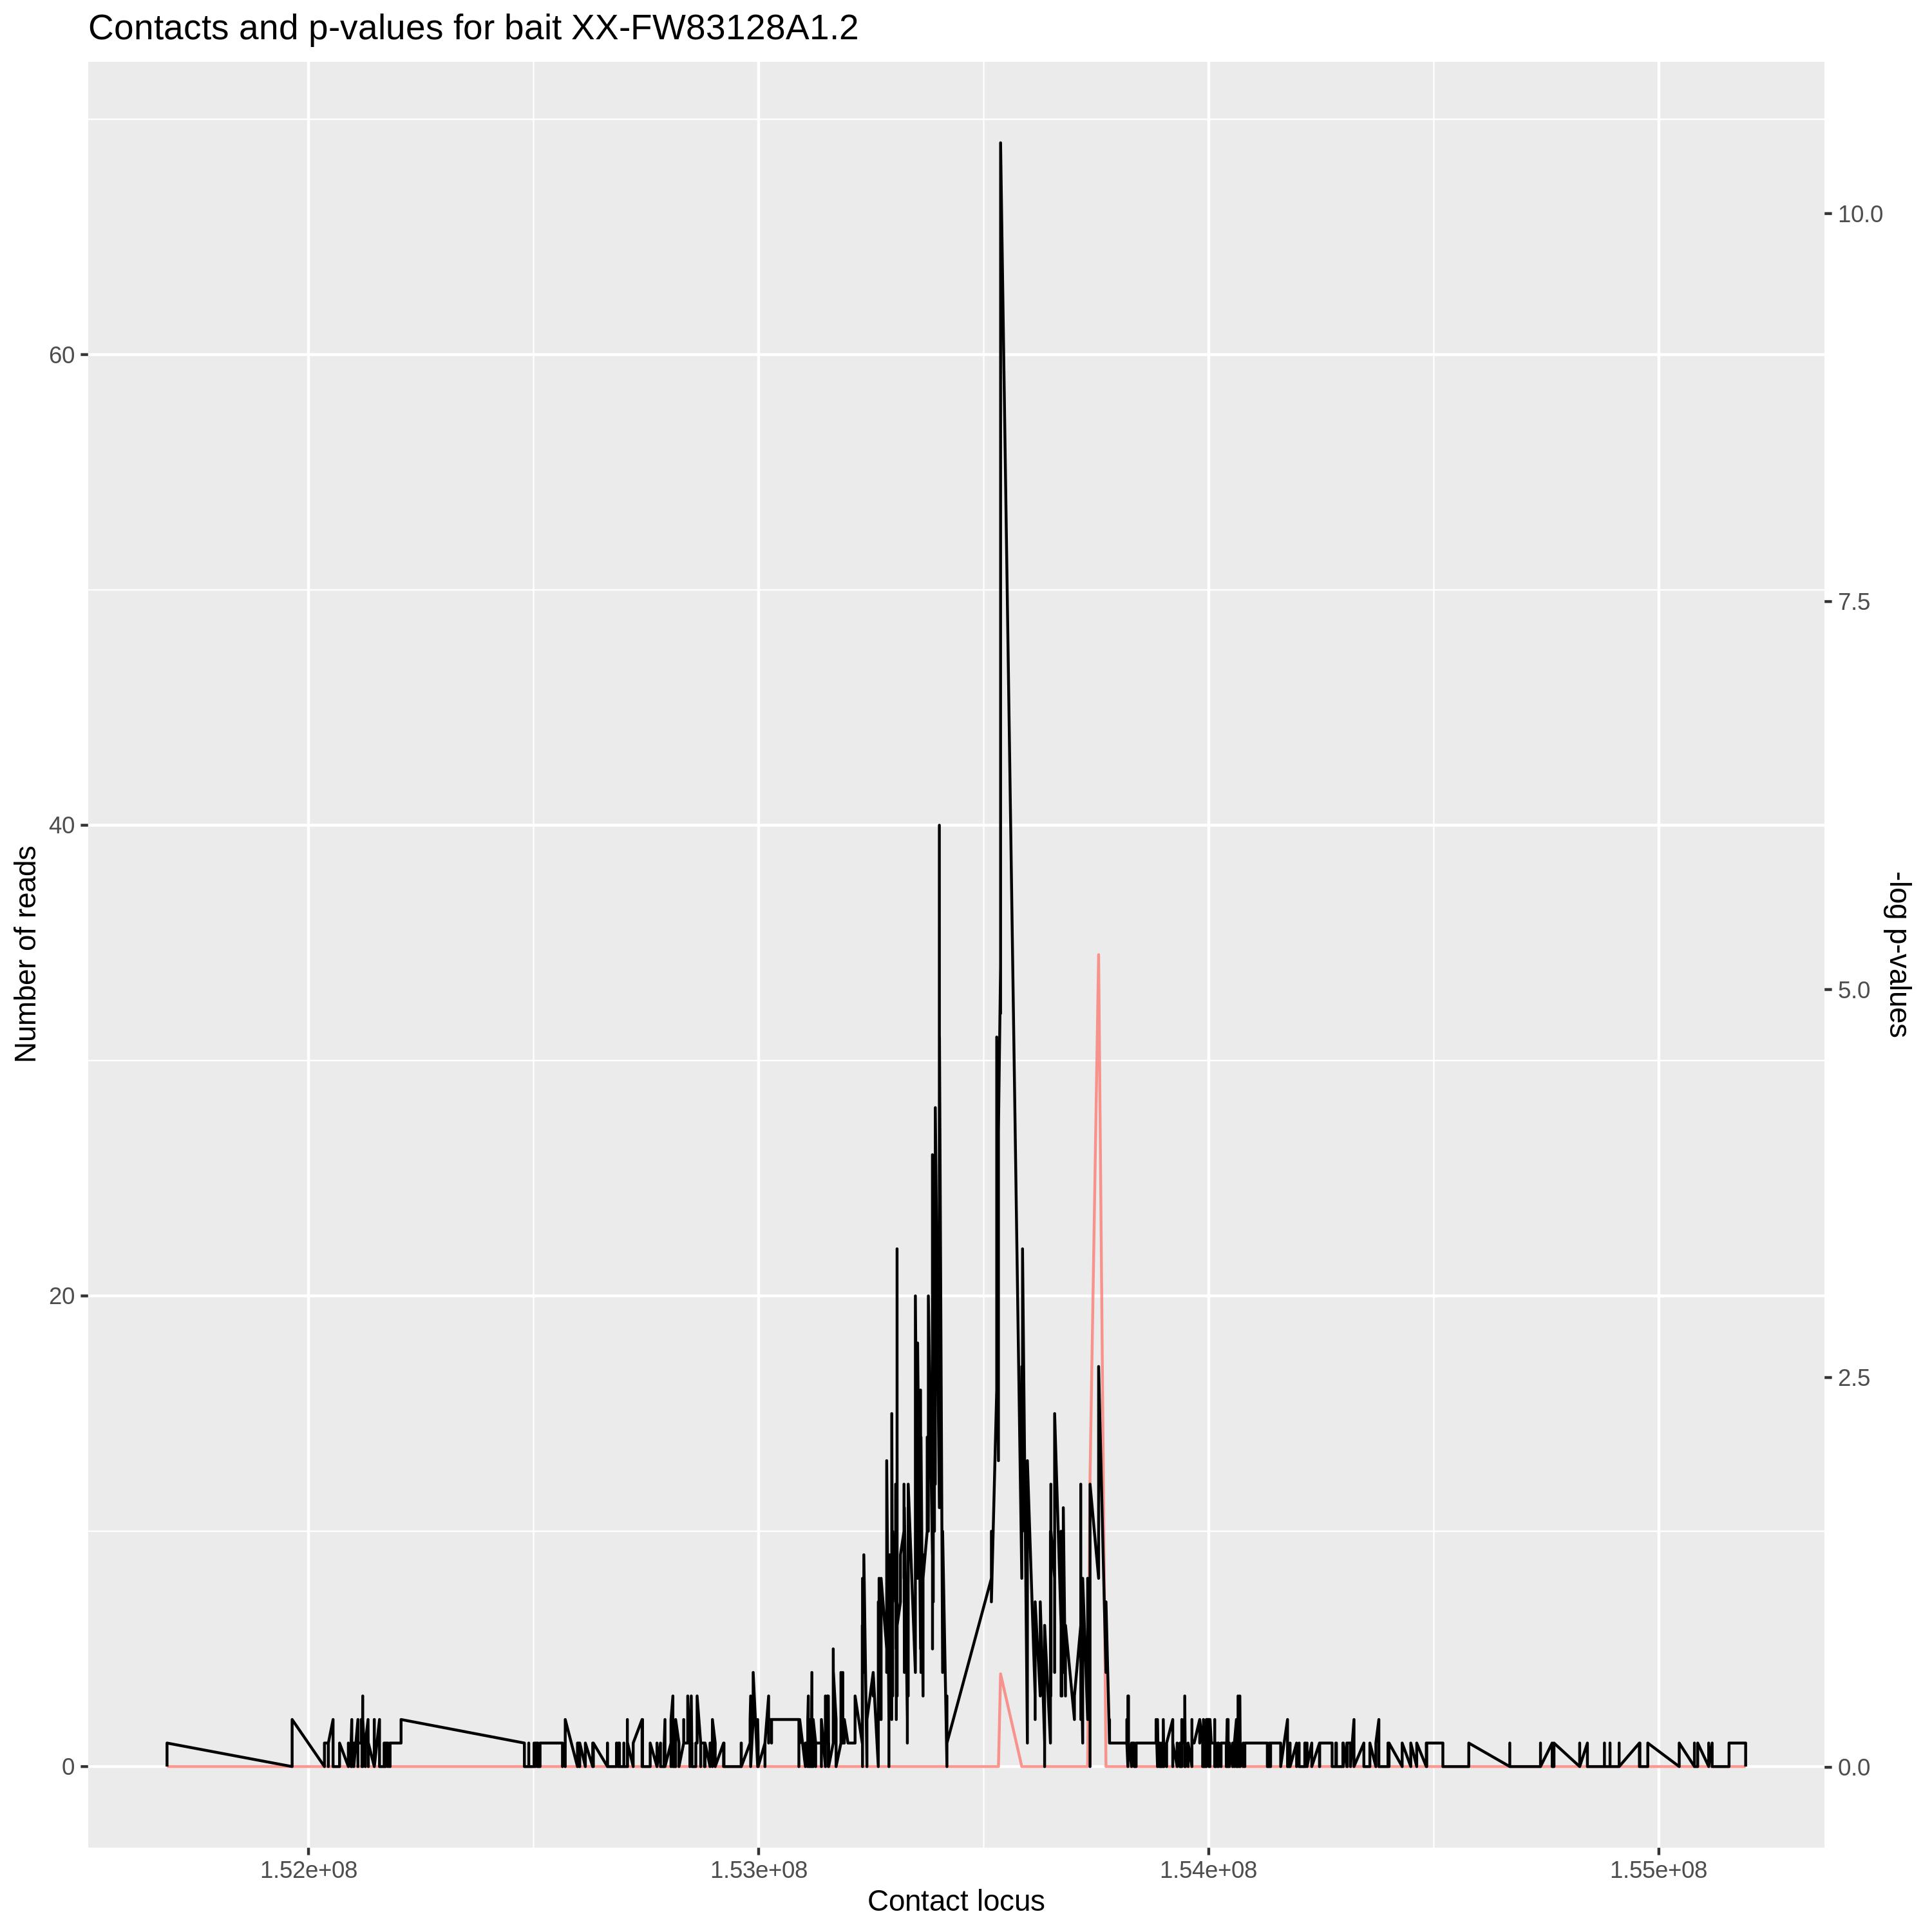 Contacts and p-values for bait XX-FW83128A1.2
Number of reads
60
40
20
0
10.0
7.5
5.0
2.5
0.0
-log p-values
1.52e+08
1.53e+08
1.54e+08
1.55e+08
Contact locus